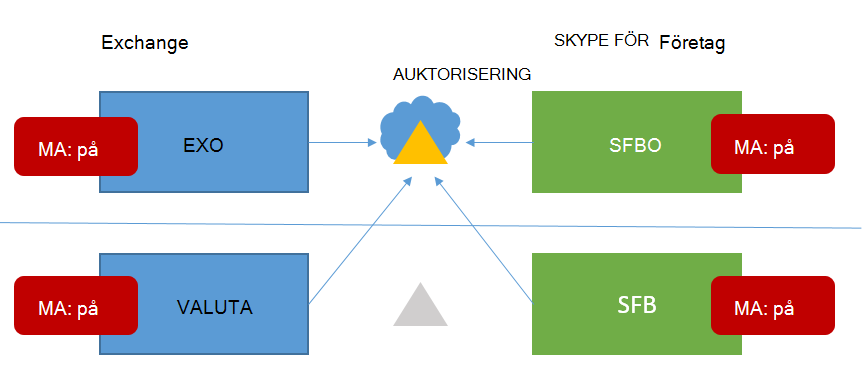 Exchange
SKYPE FÖR Företag
AUKTORISERING
MA: på
EXO
SFBO
MA: på
MA: på
VALUTA
SFB
MA: på